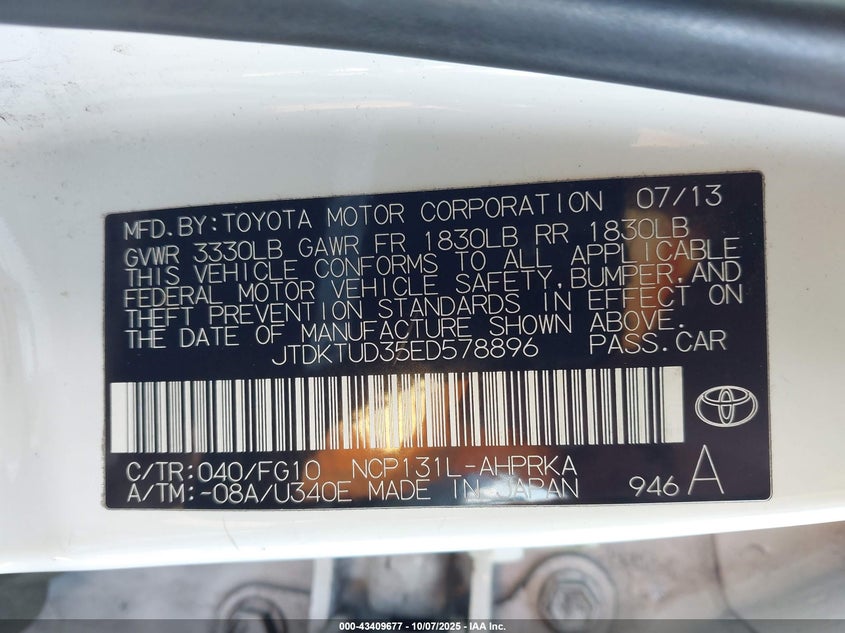 MFD. BY: TOYOTA MOTOR CORPORATION 07/13
GVWR 3330LB GAWR FR 1830LB RR 1830LB
THIS VEHICLE CONFORMS TO ALL APPLICABLE
FEDERAL MOTOR VEHICLE SAFETY, BUMPER, AND
THEFT PREVENTION STANDARDS IN EFFECT ON
THE DATE OF MANUFACTURE SHOWN ABOVE.
JTDKTUD35ED578896 PASS. CAR
C/TR: 040/FG10 NCP131L-AHPRKA
A/TM: -08A/U340E MADE IN JAPAN 946 A
000-43409677 - 10/07/2025 - IAA Inc.